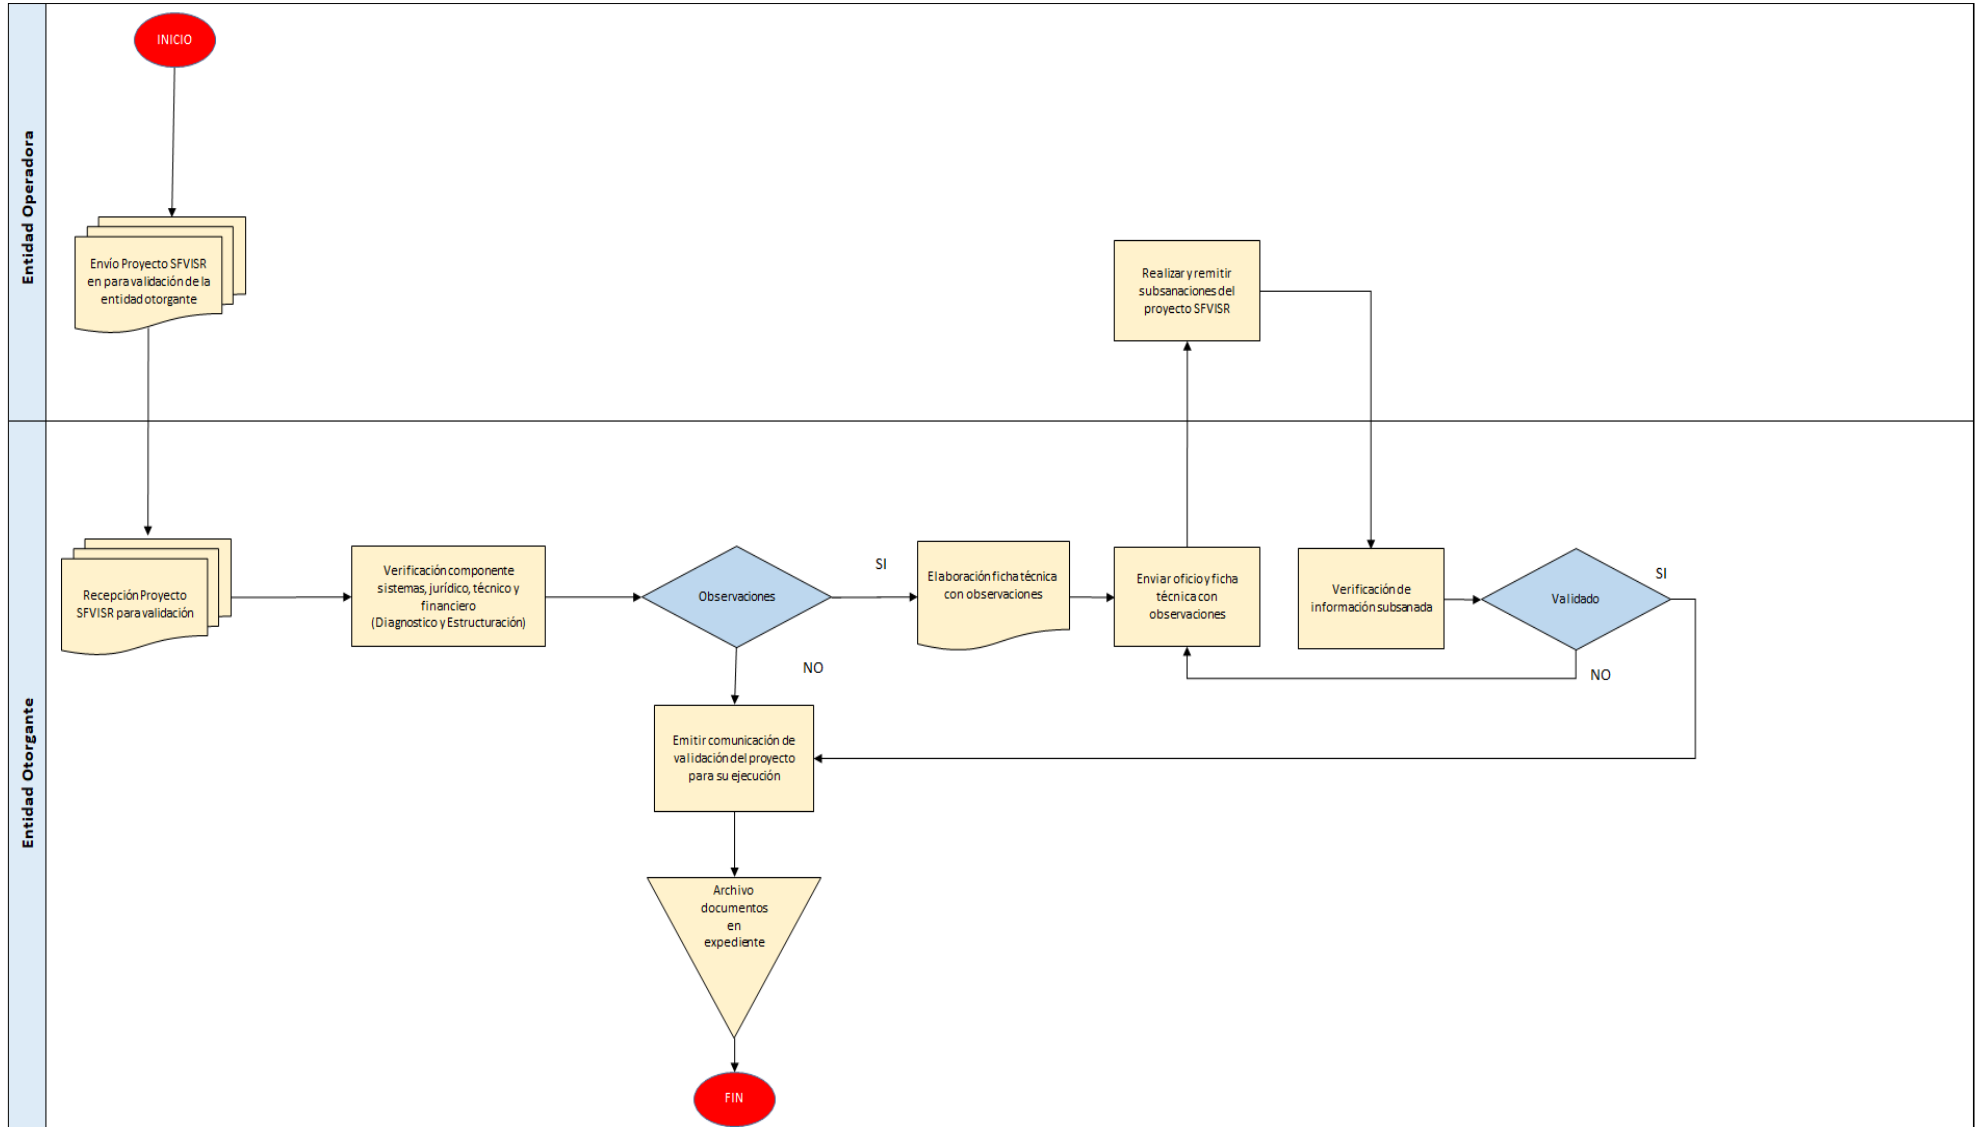 Entidad Operadora
INICIO
Envío Proyecto SFVISR
en para validación de la
entidad otorgante
Realizar y remitir
subsanaciones del
proyecto SFVISR
Entidad Otorgante
Recepción Proyecto
SFVISR para validación
Verificación componente
sistemas, jurídico, técnico y
financiero
(Diagnostico y Estructuración)
Observaciones
SI
NO
Elaboración ficha técnica
con observaciones
Enviar oficio y ficha
técnica con
observaciones
Verificación de
información subsanada
Validado
SI
NO
Emitir comunicación de
validación del proyecto
para su ejecución
Archivo
documentos
en
expediente
FIN